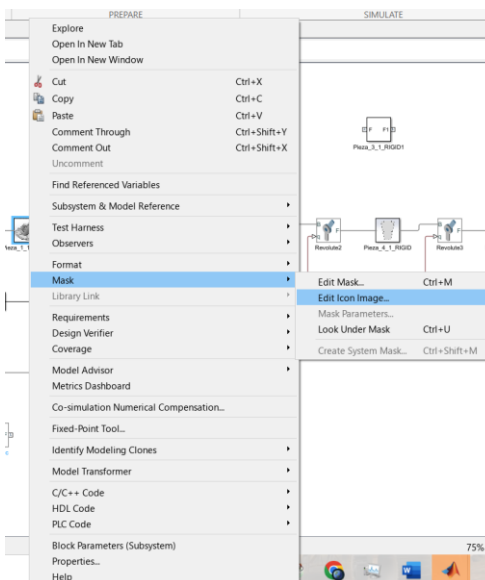 PREPARE
SIMULATE
Explore
Open In New Tab
Open In New Window
Cut Ctrl+X
Copy Ctrl+C
Paste Ctrl+V
Comment Through Ctrl+Shift+Y
Comment Out Ctrl+Shift+X
Uncomment
Find Referenced Variables
Subsystem & Model Reference
Test Harness
Observers
Format
Mask
Library Link
Requirements
Design Verifier
Coverage
Model Advisor
Metrics Dashboard
Co-simulation Numerical Compensation...
Fixed-Point Tool...
Identify Modeling Clones
Model Transformer
C/C++ Code
HDL Code
PLC Code
Block Parameters (Subsystem)
Properties...
Help
Edit Mask... Ctrl+M
Edit Icon Image...
Mask Parameters...
Look Under Mask Ctrl+U
Create System Mask... Ctrl+Shift+M
F F1
Pieza_3_1_RIGID1
Revolute2
Pieza_4_1_RIGID
Revolute3
75%